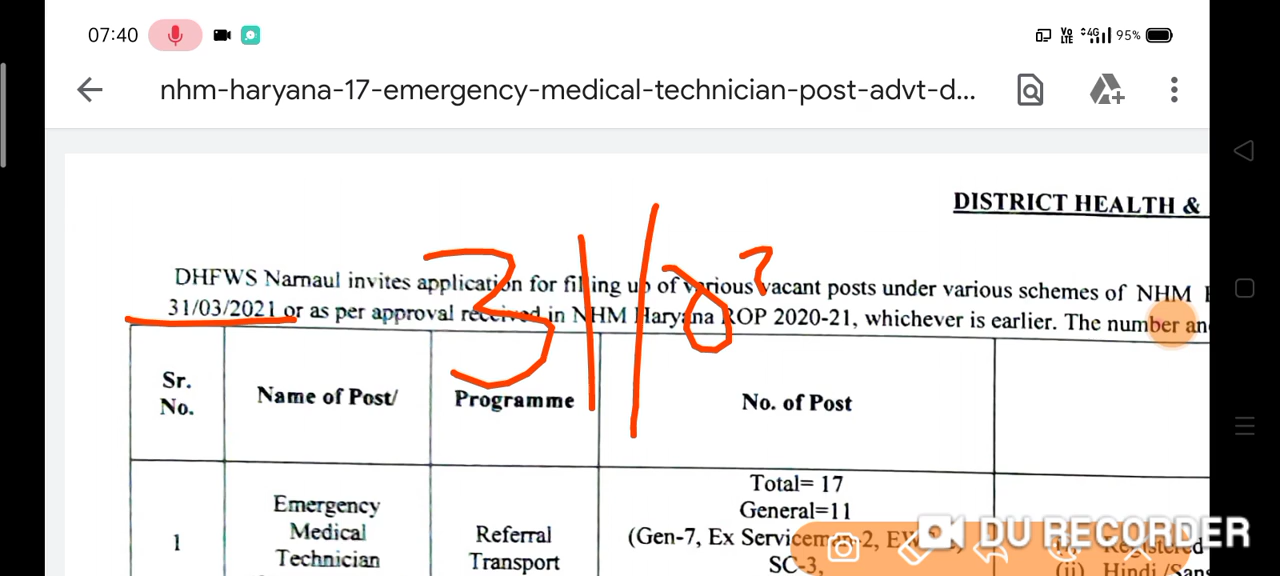 07:40
Vo LTE 4G 95%
nhm-haryana-17-emergency-medical-technician-post-advt-d...
DISTRICT HEALTH &
DHFWS Narnaul invites application for filling up of various vacant posts under various schemes of NHM
31/03/2021 or as per approval received in NHM Haryana ROP 2020-21, whichever is earlier. The number an
31/03
Sr. No.
Name of Post/
Programme
No. of Post
1
Emergency
Medical
Technician
Referral
Transport
Total= 17
General=11
(Gen-7, Ex Serviceman-2,
SC-3,
Registered
(ii) Hindi /Sans
DU RECORDER